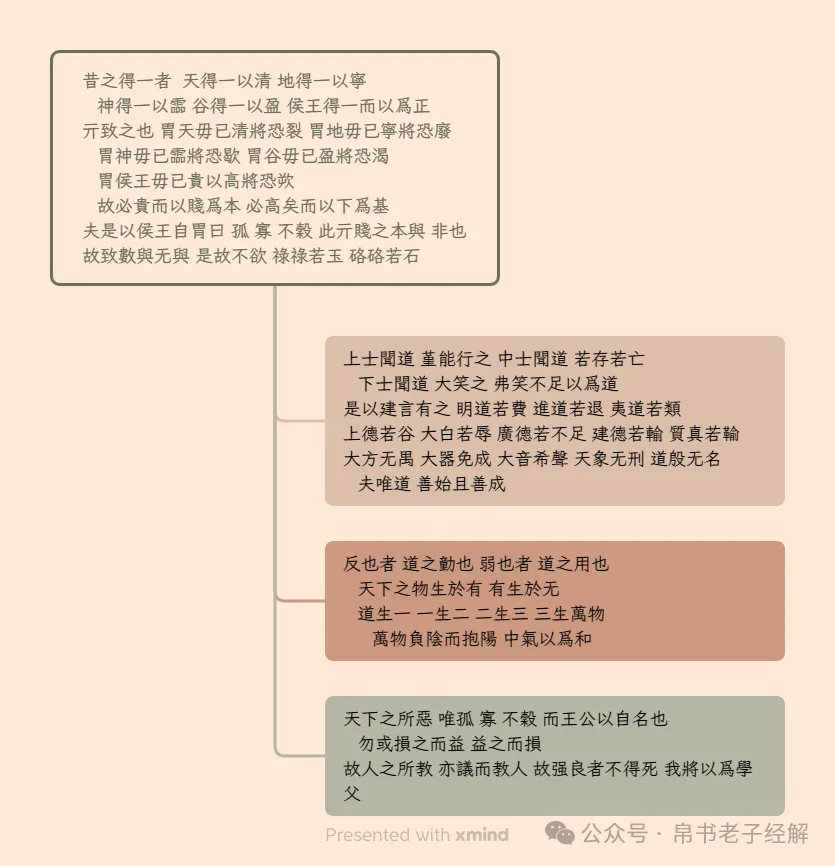 昔之得一者 天得一以清 地得一以寧
神得一以霝 谷得一以盈 侯王得一而以爲正
亓致之也 胃天毋已清將恐裂 胃地毋已寧將恐廢
胃神毋已霝將恐歇 胃谷毋已盈將恐渴
胃侯王毋已貴以高將恐欮
故必貴而以賤爲本 必高矣而以下爲基
夫是以侯王自胃曰 孤 寡 不穀 此亓賤之本與 非也
故致數與无與 是故不欲 祿祿若玉 硌硌若石
上士聞道 堇能行之 中士聞道 若存若亡
下士聞道 大笑之 弗笑不足以爲道
是以建言有之 明道若費 進道若退 夷道若類
上德若谷 大白若辱 廣德若不足 建德若輸 質真若輪
大方无禺 大器免成 大音希聲 天象无刑 道殷无名
夫唯道 善始且善成
反也者 道之動也 弱也者 道之用也
天下之物生於有 有生於无
道生一 一生二 二生三 三生萬物
萬物負陰而抱陽 中氣以爲和
天下之所惡 唯孤 寡 不穀 而王公以自名也
勿或損之而益 益之而損
故人之所教 亦議而教人 故强良者不得死 我將以爲學
父
Presented with xmind
公众号 · 帛书老子经解